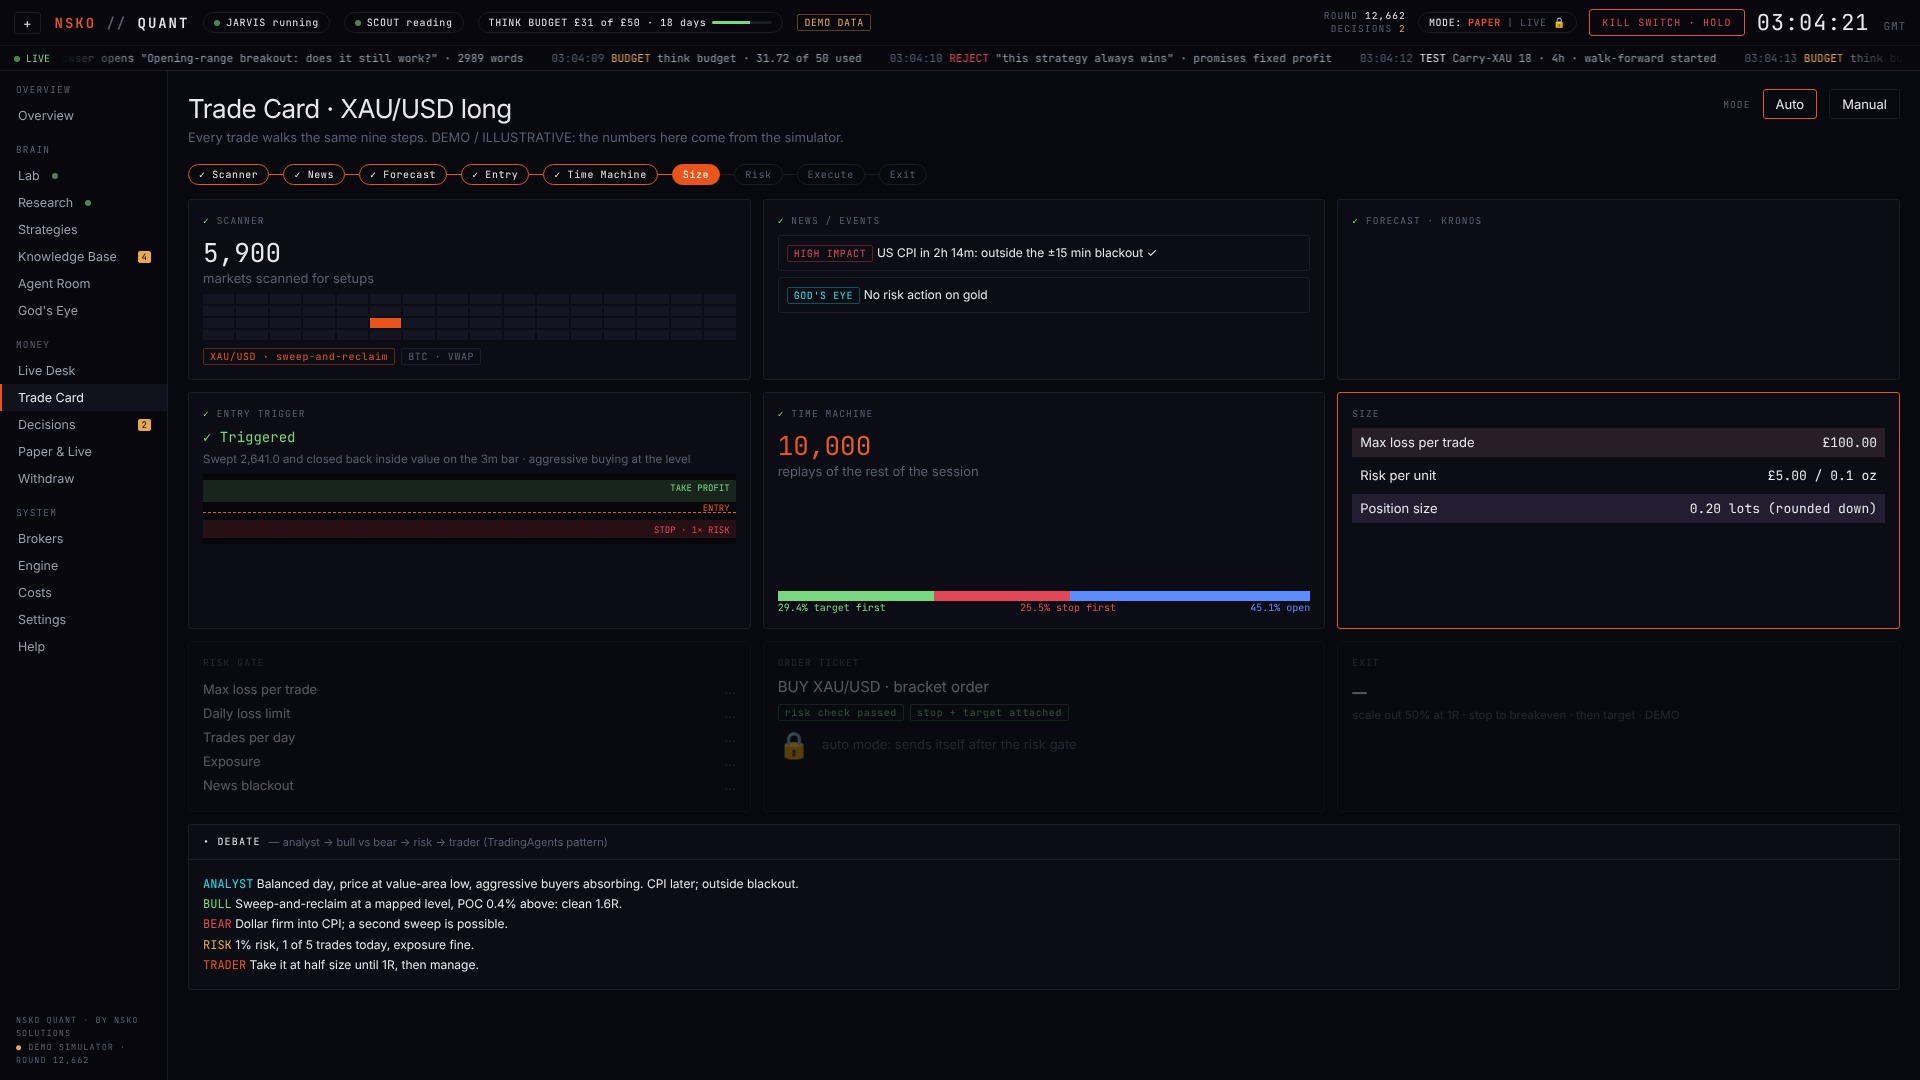 + NSKO // QUANT JARVIS running SCOUT reading THINK BUDGET £31 of £50 · 18 days DEMO DATA ROUND 12,662 DECISIONS 2 MODE: PAPER | LIVE KILL SWITCH · HOLD 03:04:21 GMT
LIVE opens "Opening-range breakout: does it still work?" · 2989 words 03:04:09 BUDGET think budget · 31.72 of 50 used 03:04:10 REJECT "this strategy always wins" · promises fixed profit 03:04:12 TEST Carry-XAU 18 · 4h · walk-forward started 03:04:13 BUDGET think
OVERVIEW
Overview
BRAIN
Lab
Research
Strategies
Knowledge Base 4
Agent Room
God's Eye
MONEY
Live Desk
Trade Card
Decisions 2
Paper & Live
Withdraw
SYSTEM
Brokers
Engine
Costs
Settings
Help
NSKO QUANT · BY NSKO
SOLUTIONS
DEMO SIMULATOR ·
ROUND 12,662
Trade Card · XAU/USD long
Every trade walks the same nine steps. DEMO / ILLUSTRATIVE: the numbers here come from the simulator.
MODE Auto Manual
✓ Scanner ✓ News ✓ Forecast ✓ Entry ✓ Time Machine Size Risk Execute Exit
✓ SCANNER
5,900
markets scanned for setups
XAU/USD · sweep-and-reclaim BTC · VWAP
✓ NEWS / EVENTS
HIGH IMPACT US CPI in 2h 14m: outside the ±15 min blackout ✓
GOD'S EYE No risk action on gold
✓ FORECAST · KRONOS
✓ ENTRY TRIGGER
✓ Triggered
Swept 2,641.0 and closed back inside value on the 3m bar · aggressive buying at the level
TAKE PROFIT
ENTRY
STOP · 1× RISK
✓ TIME MACHINE
10,000
replays of the rest of the session
29.4% target first 25.5% stop first 45.1% open
SIZE
Max loss per trade £100.00
Risk per unit £5.00 / 0.1 oz
Position size 0.20 lots (rounded down)
RISK GATE
Max loss per trade …
Daily loss limit …
Trades per day …
Exposure …
News blackout …
ORDER TICKET
BUY XAU/USD · bracket order
risk check passed stop + target attached
auto mode: sends itself after the risk gate
EXIT
—
scale out 50% at 1R · stop to breakeven · then target · DEMO
• DEBATE — analyst → bull vs bear → risk → trader (TradingAgents pattern)
ANALYST Balanced day, price at value-area low, aggressive buyers absorbing. CPI later; outside blackout.
BULL Sweep-and-reclaim at a mapped level, POC 0.4% above: clean 1.6R.
BEAR Dollar firm into CPI; a second sweep is possible.
RISK 1% risk, 1 of 5 trades today, exposure fine.
TRADER Take it at half size until 1R, then manage.